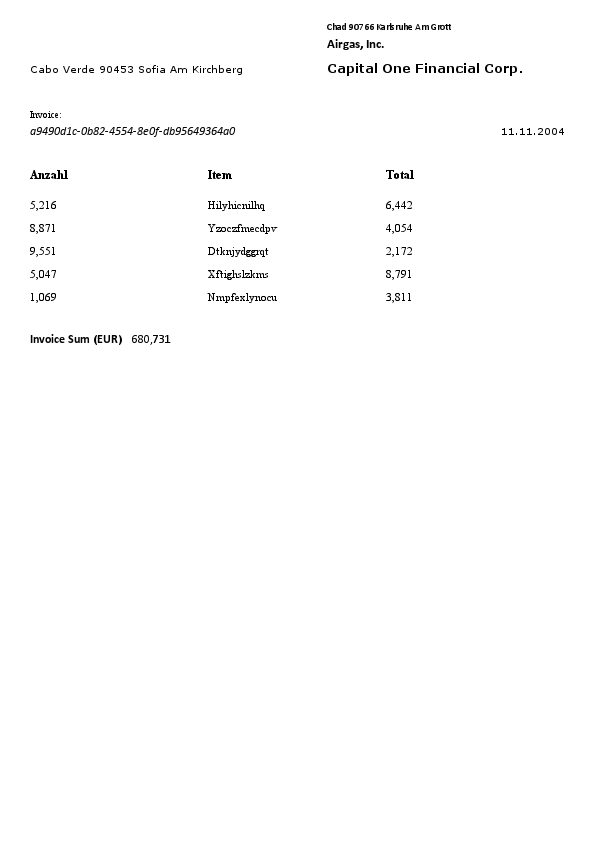 Chad 90766 Karlsruhe Am Grott
Airgas, Inc.
Cabo Verde 90453 Sofia Am Kirchberg Capital One Financial Corp.
Invoice:
a9490d1c-0b82-4554-8e0f-db95649364a0 11.11.2004
Anzahl Item Total
5,216 Hilyhicnilhq 6,442
8,871 Yzoczfmecdpv 4,054
9,551 Dtknjydggrqt 2,172
5,047 Xftighslzkms 8,791
1,069 Nmpfexlynocu 3,811
Invoice Sum (EUR) 680,731